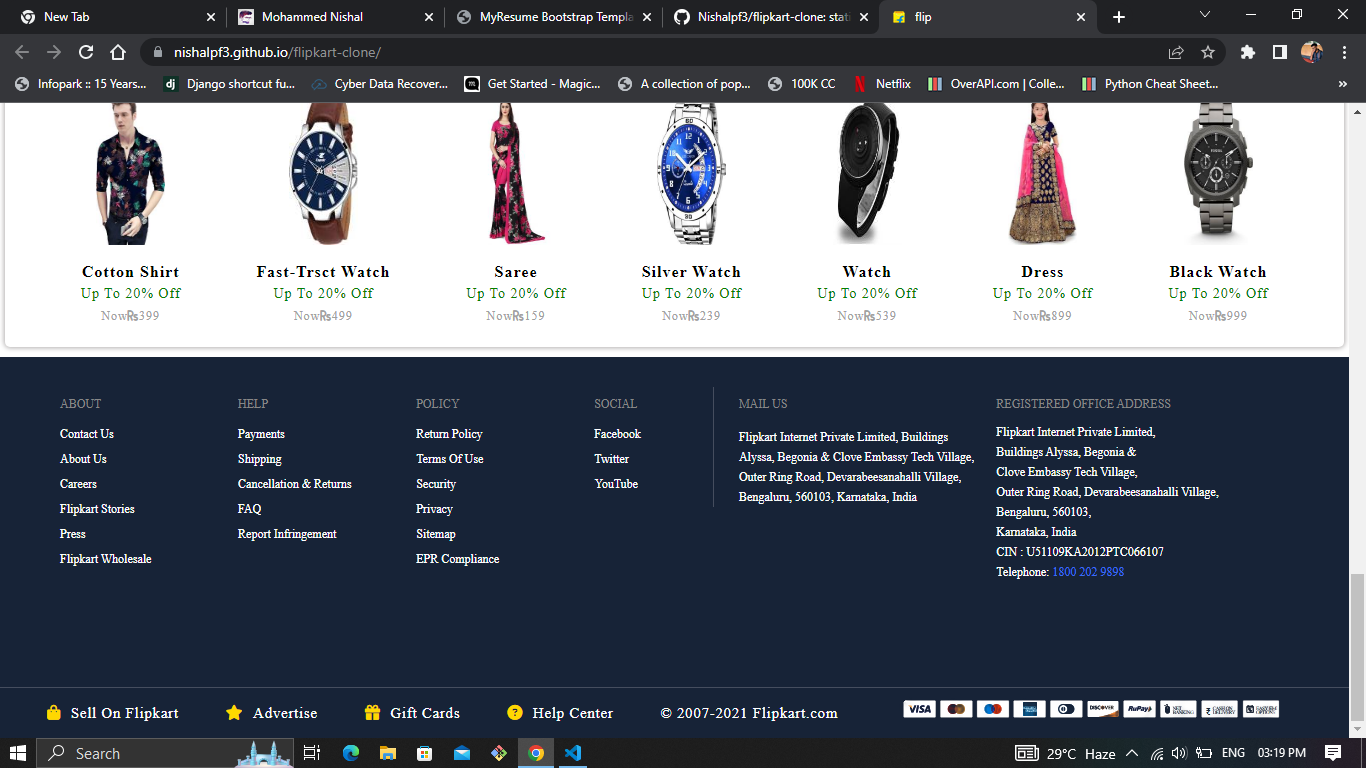 New Tab
Mohammed Nishal
MyResume Bootstrap Templa
Nishalpf3/flipkart-clone: stati
flip
nishalpf3.github.io/flipkart-clone/
Infopark :: 15 Years...
Django shortcut fu...
Cyber Data Recover...
Get Started - Magic...
A collection of pop...
100K CC
Netflix
OverAPI.com | Colle...
Python Cheat Sheet...
Cotton Shirt
Up To 20% Off
Now₨399
Fast-Trsct Watch
Up To 20% Off
Now₨499
Saree
Up To 20% Off
Now₨159
Silver Watch
Up To 20% Off
Now₨239
Watch
Up To 20% Off
Now₨539
Dress
Up To 20% Off
Now₨899
Black Watch
Up To 20% Off
Now₨999
ABOUT
Contact Us
About Us
Careers
Flipkart Stories
Press
Flipkart Wholesale
HELP
Payments
Shipping
Cancellation & Returns
FAQ
Report Infringement
POLICY
Return Policy
Terms Of Use
Security
Privacy
Sitemap
EPR Compliance
SOCIAL
Facebook
Twitter
YouTube
MAIL US
Flipkart Internet Private Limited, Buildings
Alyssa, Begonia & Clove Embassy Tech Village,
Outer Ring Road, Devarabeesanahalli Village,
Bengaluru, 560103, Karnataka, India
REGISTERED OFFICE ADDRESS
Flipkart Internet Private Limited,
Buildings Alyssa, Begonia &
Clove Embassy Tech Village,
Outer Ring Road, Devarabeesanahalli Village,
Bengaluru, 560103,
Karnataka, India
CIN : U51109KA2012PTC066107
Telephone: 1800 202 9898
Sell On Flipkart
Advertise
Gift Cards
Help Center
© 2007-2021 Flipkart.com
VISA
DISCOVER
RuPay
Search
29°C Haze
ENG
03:19 PM